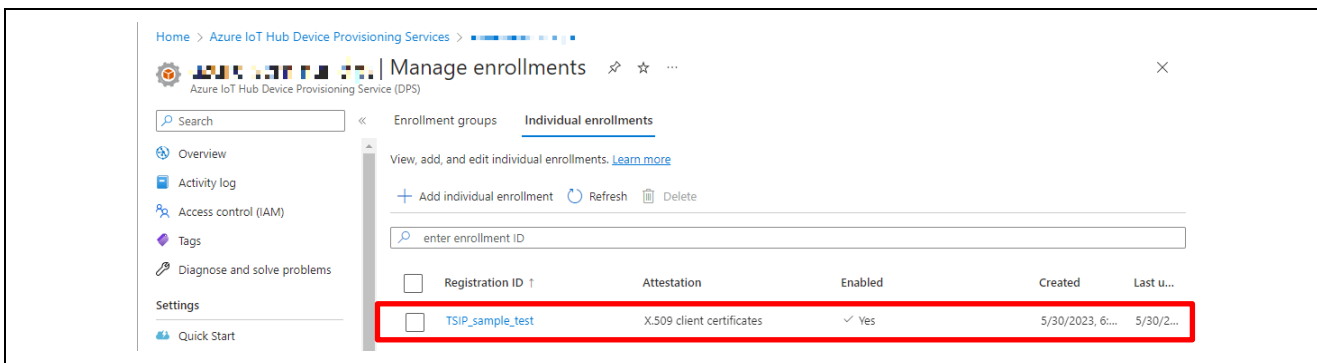 Home > Azure IoT Hub Device Provisioning Services >
| Manage enrollments ...
Azure IoT Hub Device Provisioning Service (DPS)
Search «
Overview
Activity log
Access control (IAM)
Tags
Diagnose and solve problems
Settings
Quick Start
Enrollment groups Individual enrollments
View, add, and edit individual enrollments. Learn more
Add individual enrollment Refresh Delete
enter enrollment ID
Registration ID ↑ Attestation Enabled Created Last u...
TSIP_sample_test X.509 client certificates Yes 5/30/2023, 6:... 5/30/2...